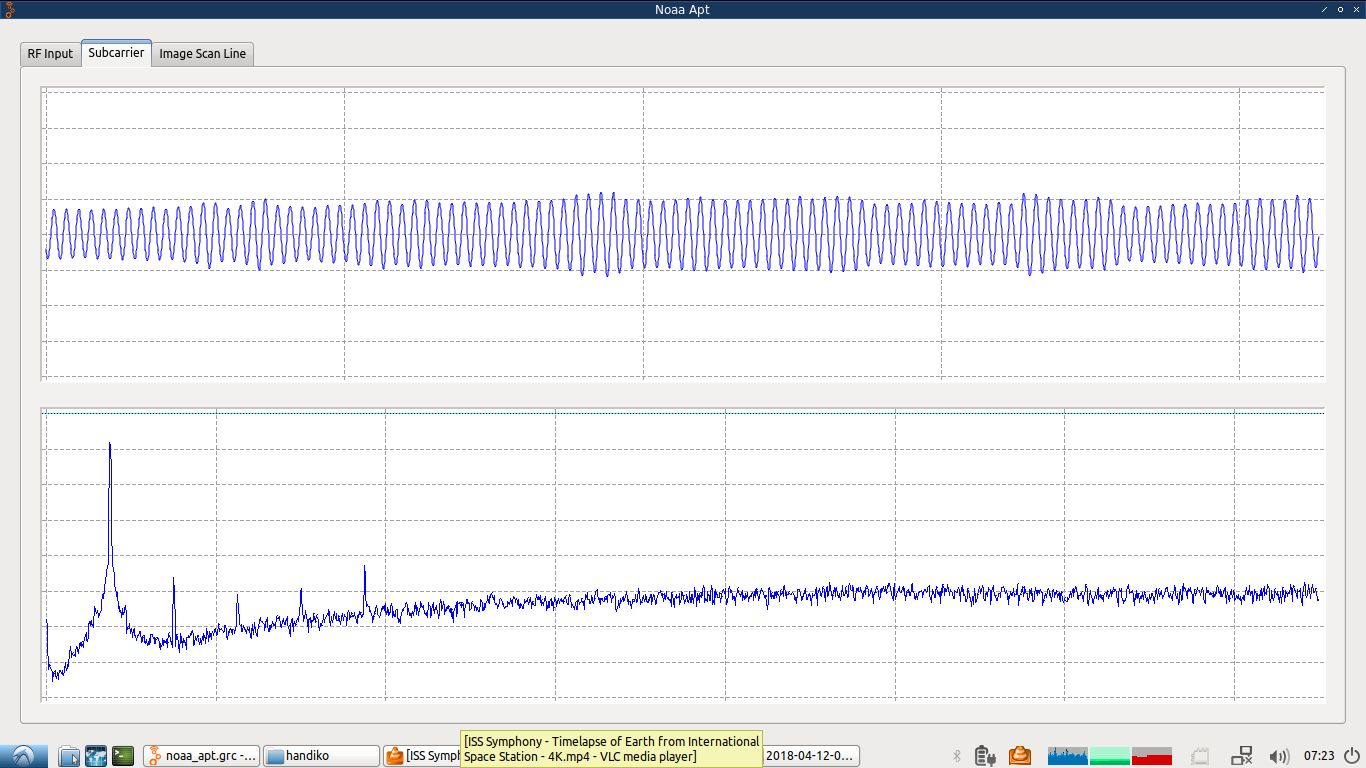 Noaa Apt
RF Input
Subcarrier
Image Scan Line
noaa_apt.grc -...
handiko
[ISS Symph
[ISS Symphony - Timelapse of Earth from International
Space Station - 4K.mp4 - VLC media player]
2018-04-12-0...
07:23